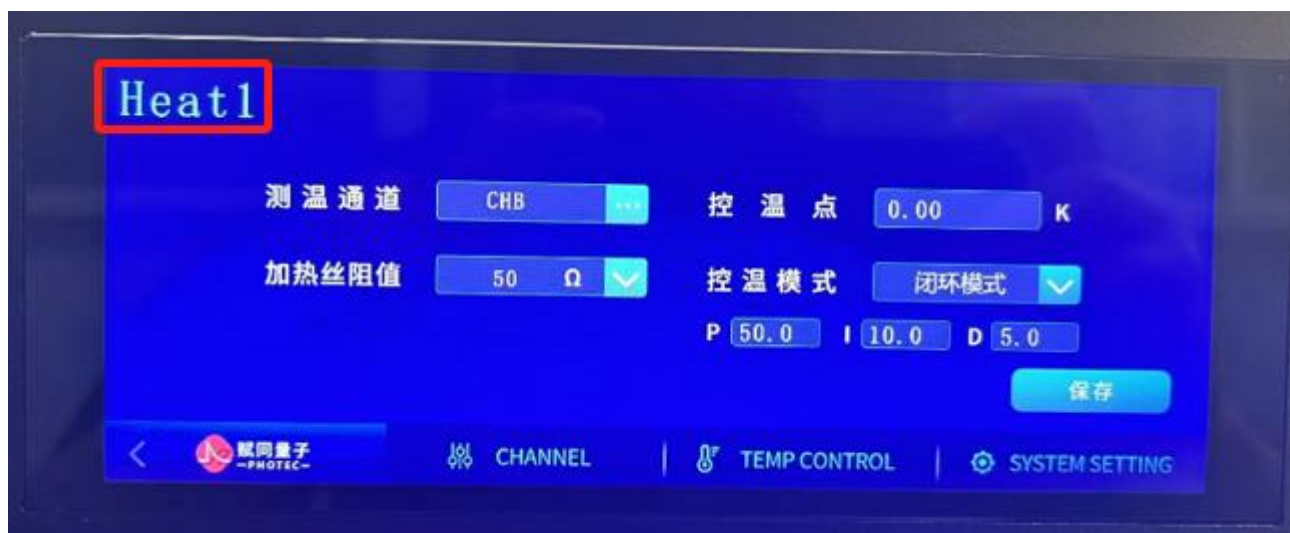 Heat1
测温通道 CHB ... 控温点 0.00 K
加热丝阻值 50 Ω 控温模式 闭环模式
P 50.0 I 10.0 D 5.0
保存
赋同量子 CHANNEL TEMP CONTROL SYSTEM SETTING
-PHOTEC-